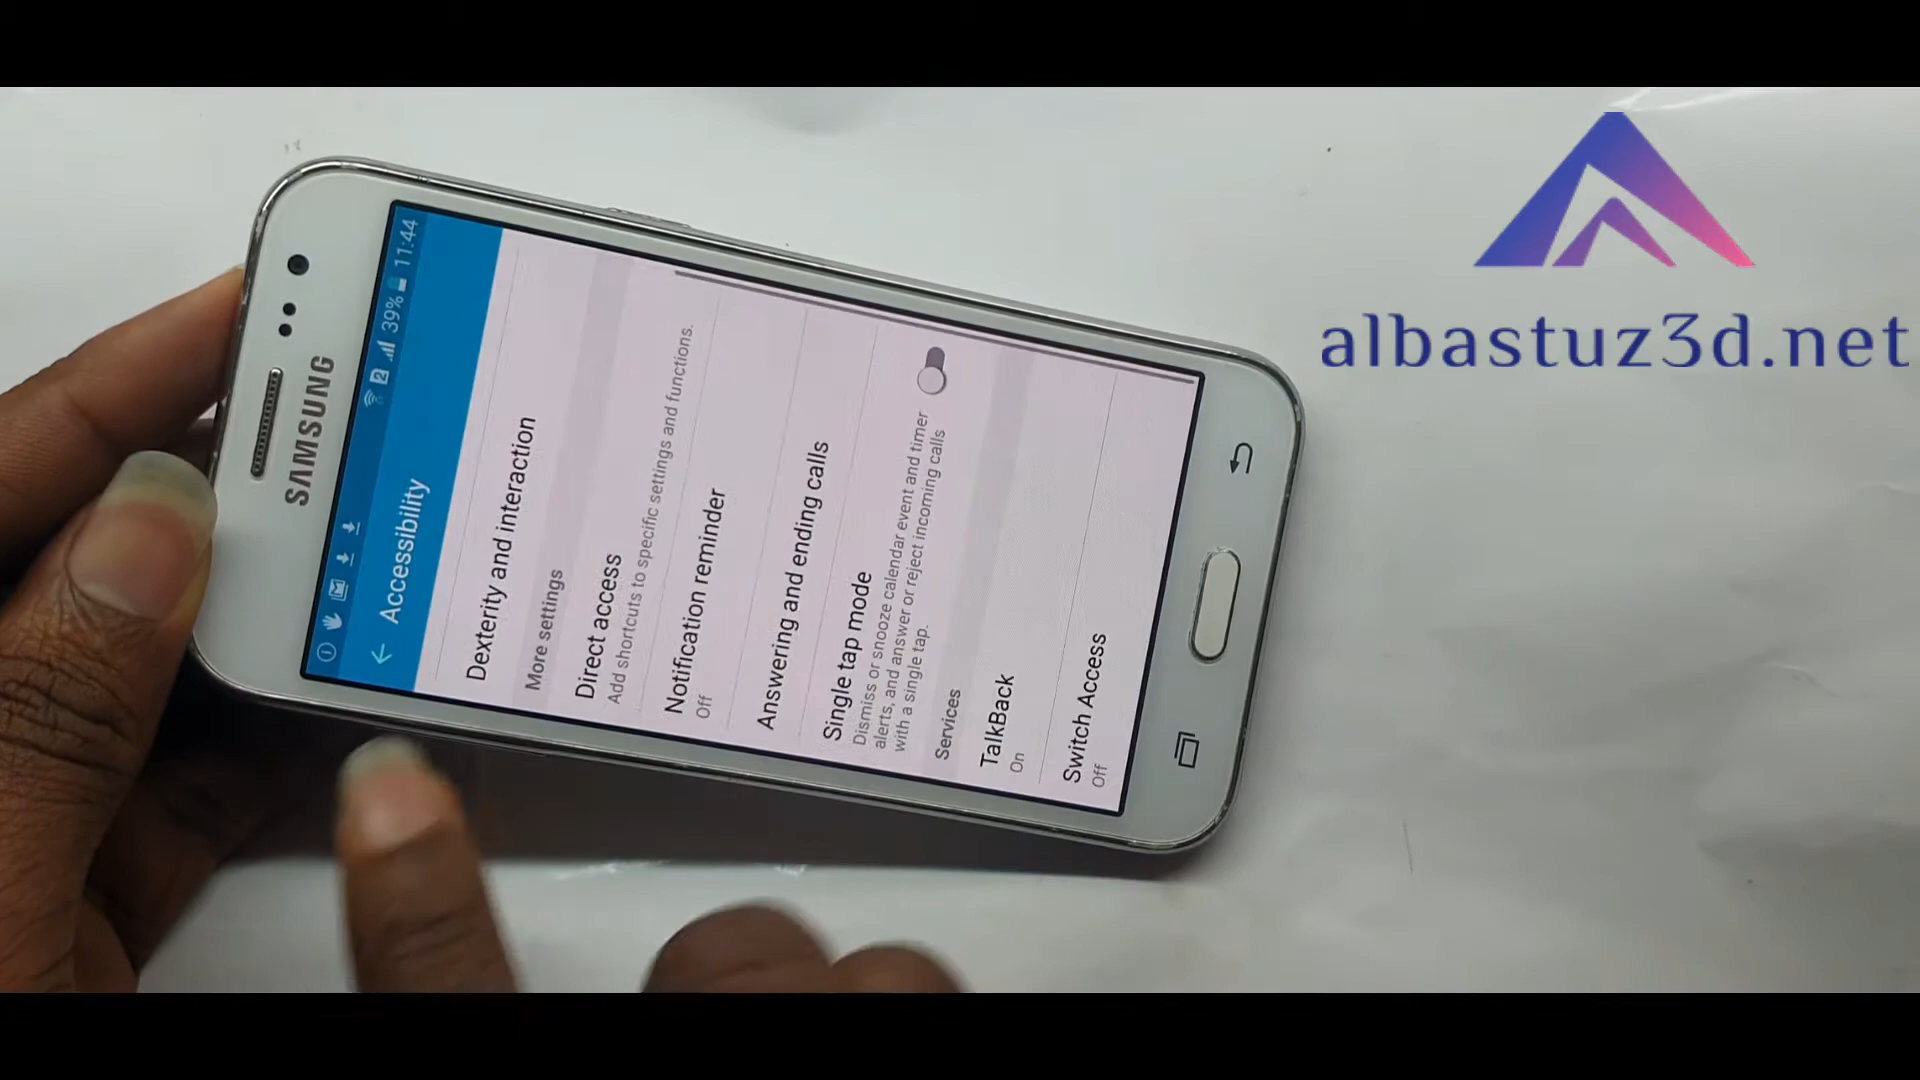 SAMSUNG
2 39% 11:44
Accessibility
Dexterity and interaction
More settings
Direct access
Add shortcuts to specific settings and functions.
Notification reminder
Off
Answering and ending calls
Single tap mode
Dismiss or snooze calendar event and timer
alerts, and answer or reject incoming calls
with a single tap.
Services
TalkBack
On
Switch Access
Off
albastuz3d.net